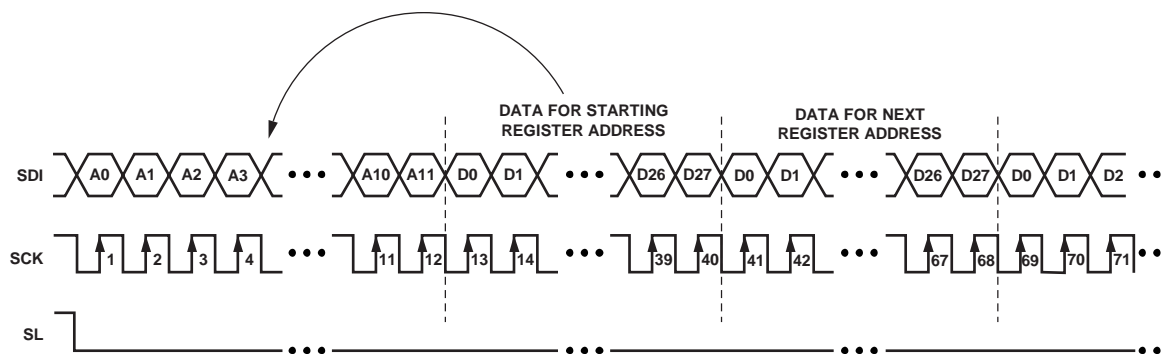 DATA FOR STARTING
REGISTER ADDRESS
DATA FOR NEXT
REGISTER ADDRESS
SDI A0 A1 A2 A3 A10 A11 D0 D1 D26 D27 D0 D1 D26 D27 D0 D1 D2
SCK 1 2 3 4 11 12 13 14 39 40 41 42 67 68 69 70 71
SL